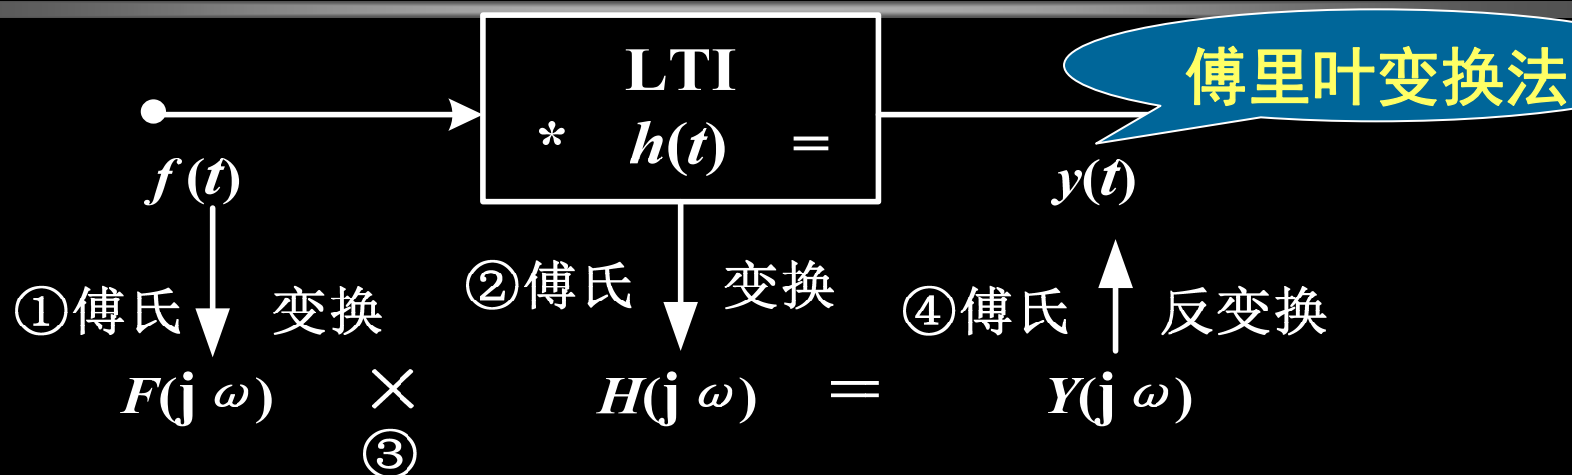 LTI
傅里叶变换法
* h(t) =
f(t) y(t)
①傅氏 变换 ②傅氏 变换 ④傅氏 反变换
F(jω) × H(jω) = Y(jω)
③